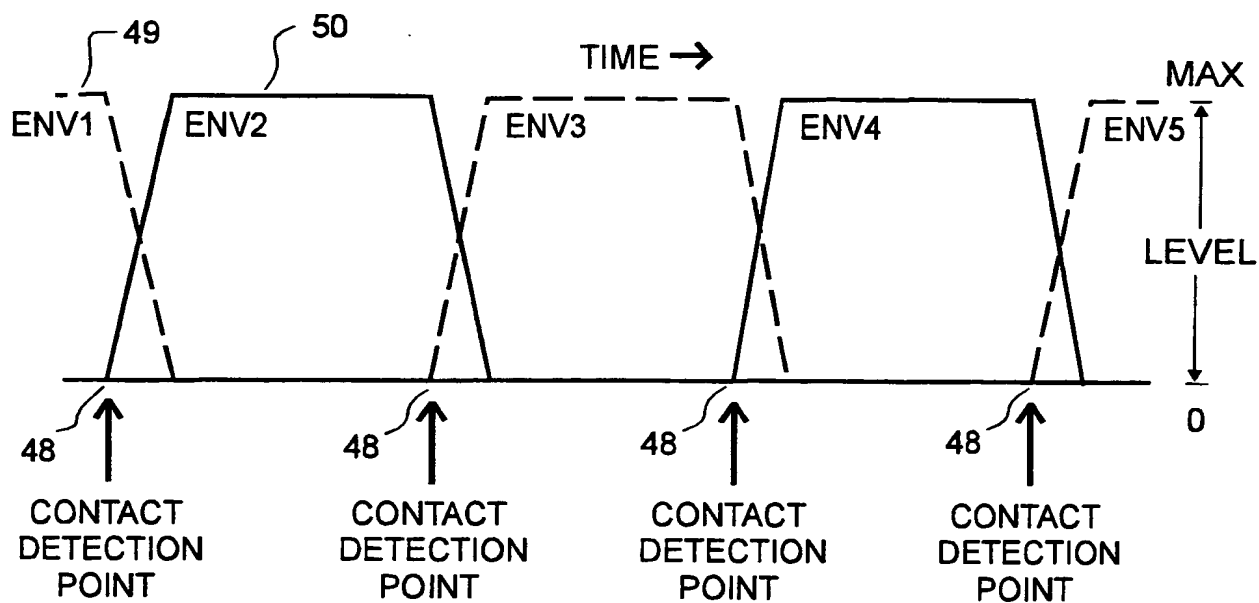 49
50
TIME →
MAX
ENV1
ENV2
ENV3
ENV4
ENV5
LEVEL
0
48
48
48
48
CONTACT
DETECTION
POINT
CONTACT
DETECTION
POINT
CONTACT
DETECTION
POINT
CONTACT
DETECTION
POINT